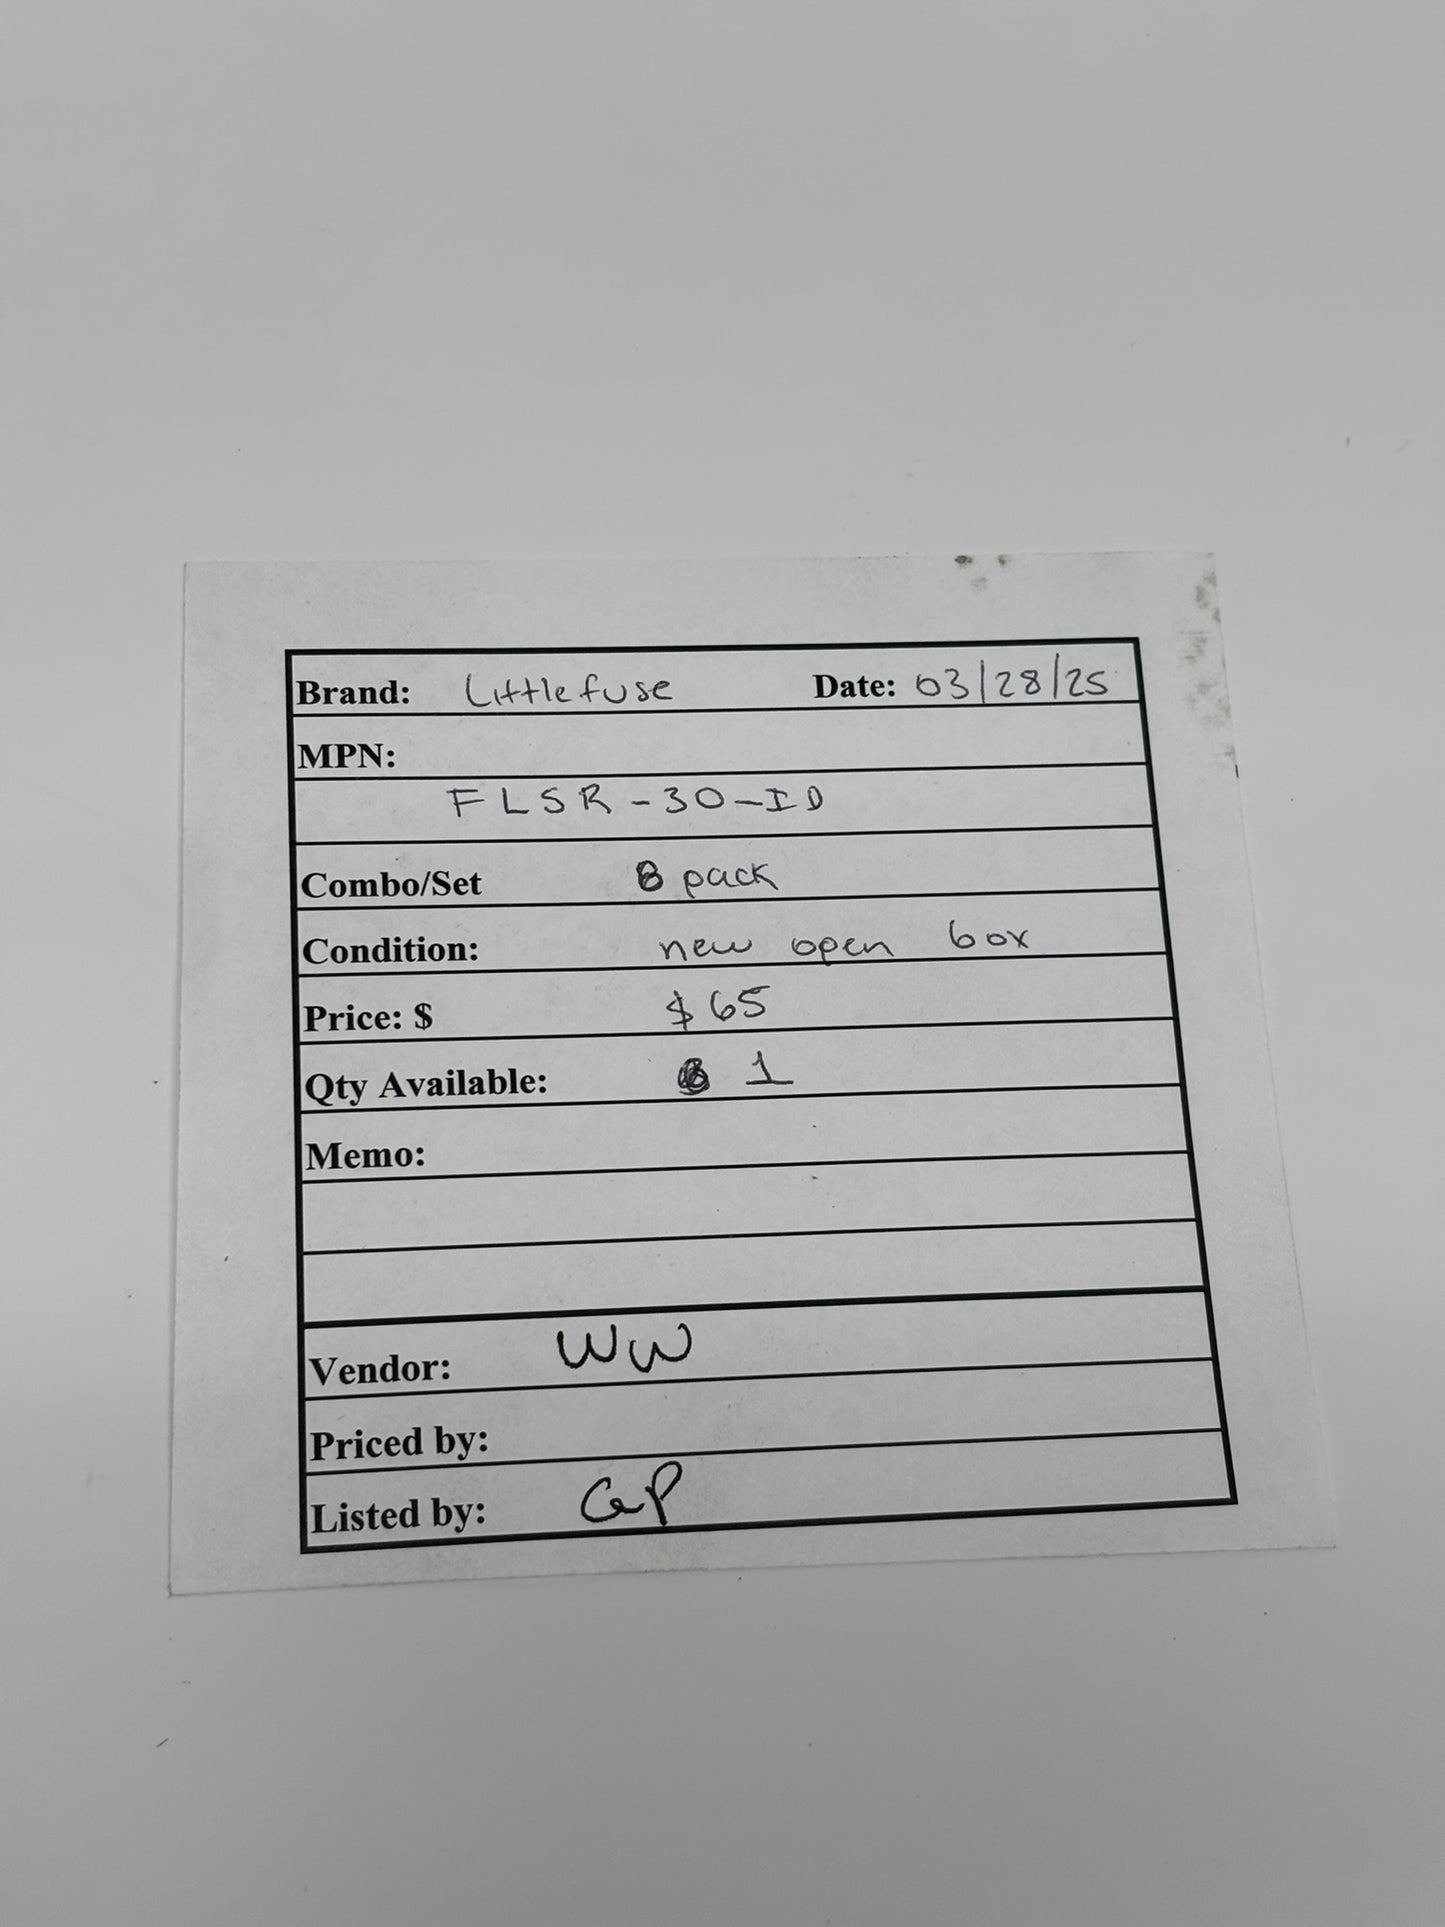 Brand: Littlefuse Date: 03/28/25
MPN:
FLSR-30-ID
Combo/Set 8 pack
Condition: new open box
Price: $ $65
Qty Available: 1
Memo:
Vendor: WW
Priced by:
Listed by: GP